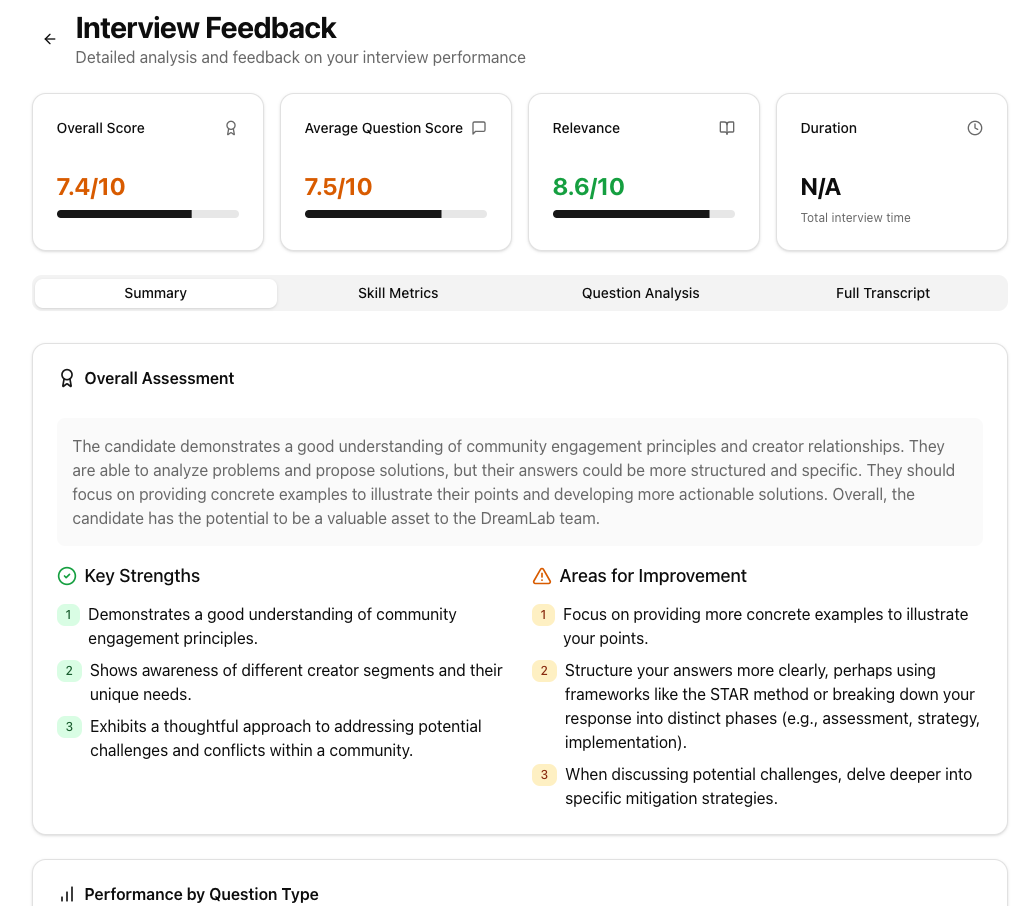 Interview Feedback
Detailed analysis and feedback on your interview performance
Overall Score
7.4/10
Average Question Score
7.5/10
Relevance
8.6/10
Duration
N/A
Total interview time
Summary
Skill Metrics
Question Analysis
Full Transcript
Overall Assessment
The candidate demonstrates a good understanding of community engagement principles and creator relationships. They
are able to analyze problems and propose solutions, but their answers could be more structured and specific. They should
focus on providing concrete examples to illustrate their points and developing more actionable solutions. Overall, the
candidate has the potential to be a valuable asset to the DreamLab team.
Key Strengths
1 Demonstrates a good understanding of community
engagement principles.
2 Shows awareness of different creator segments and their
unique needs.
3 Exhibits a thoughtful approach to addressing potential
challenges and conflicts within a community.
Areas for Improvement
1 Focus on providing more concrete examples to illustrate
your points.
2 Structure your answers more clearly, perhaps using
frameworks like the STAR method or breaking down your
response into distinct phases (e.g., assessment, strategy,
implementation).
3 When discussing potential challenges, delve deeper into
specific mitigation strategies.
Performance by Question Type